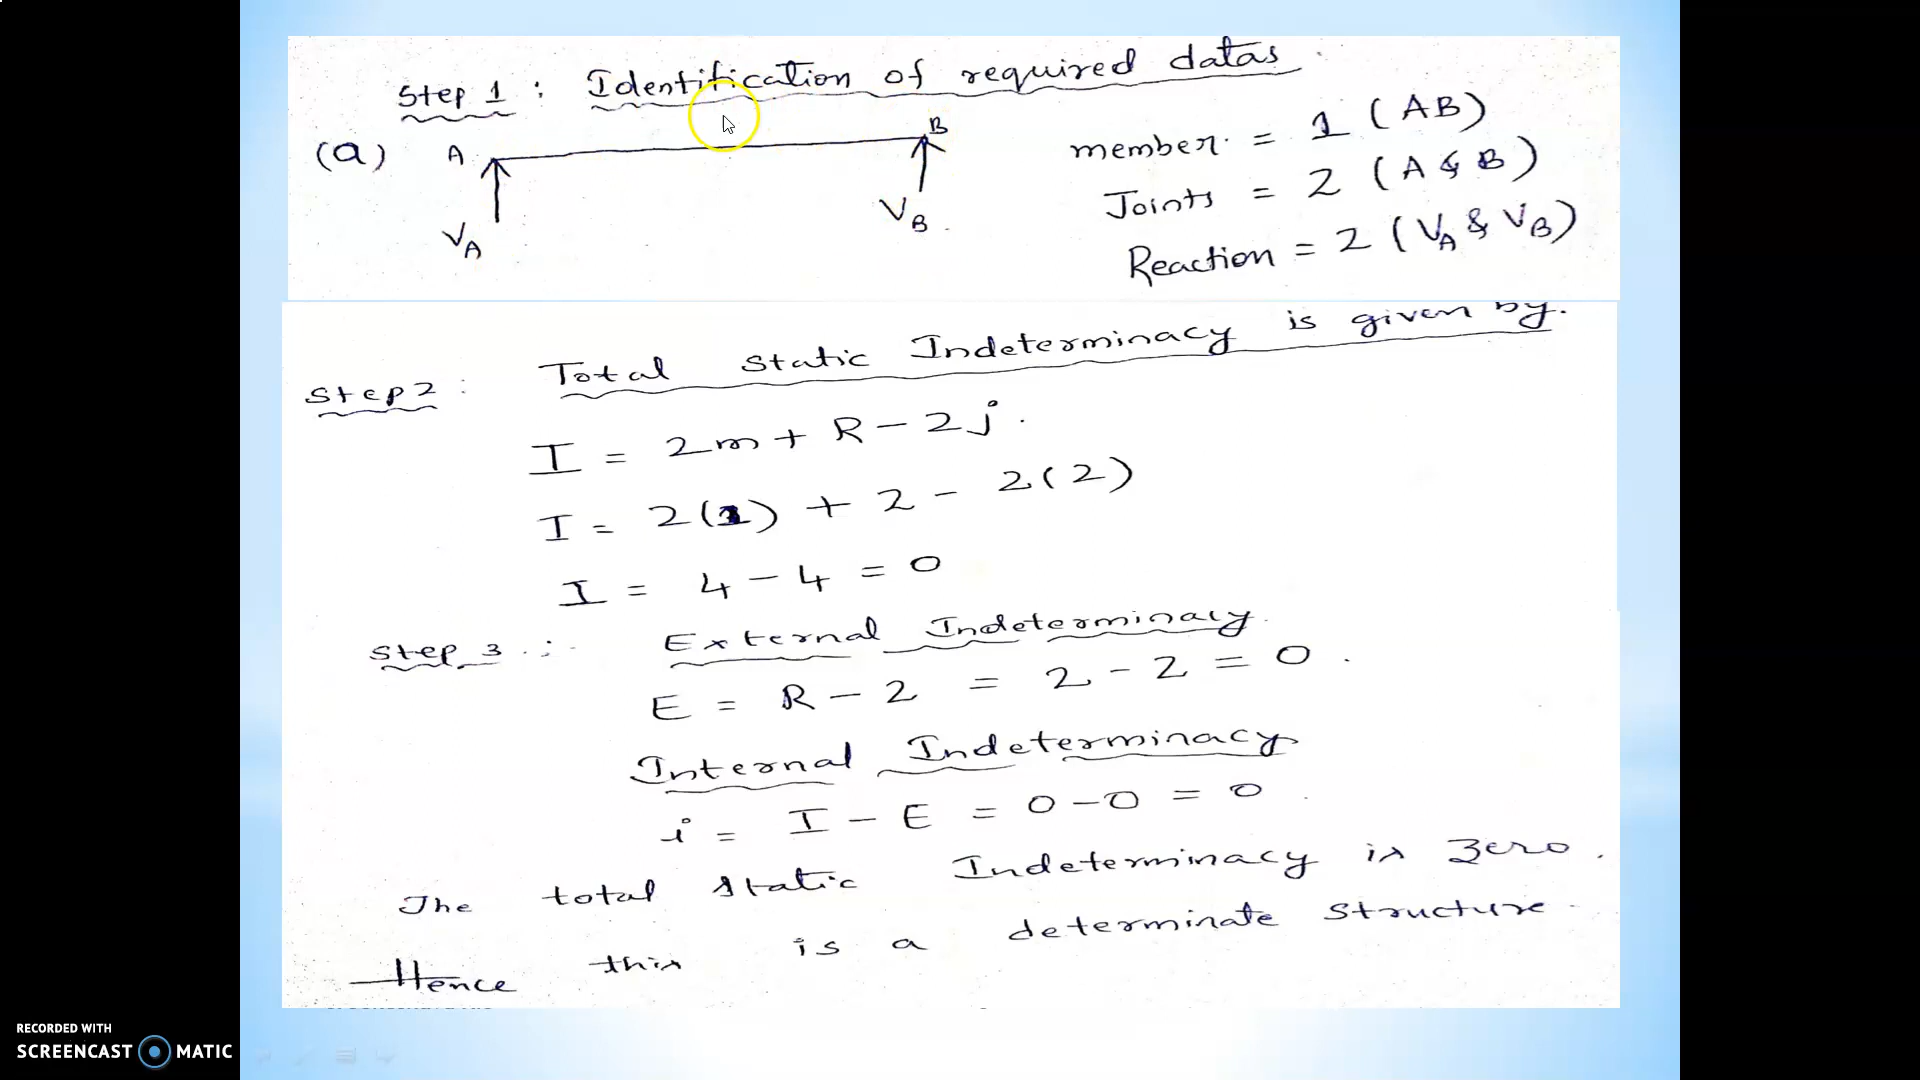 Step 1 : Identification of required datas.
(a) A B
V_A V_B
member = 1 (AB)
Joints = 2 (A & B)
Reaction = 2 (V_A & V_B)
Step 2 : Total static Indeterminacy is given by.
I = 2m + R - 2j.
I = 2(1) + 2 - 2(2)
I = 4 - 4 = 0
Step 3 : External Indeterminacy.
E = R - 2 = 2 - 2 = 0.
Internal Indeterminacy
i = I - E = 0 - 0 = 0.
The total static Indeterminacy is zero.
Hence this is a determinate structure.
RECORDED WITH
SCREENCAST MATIC